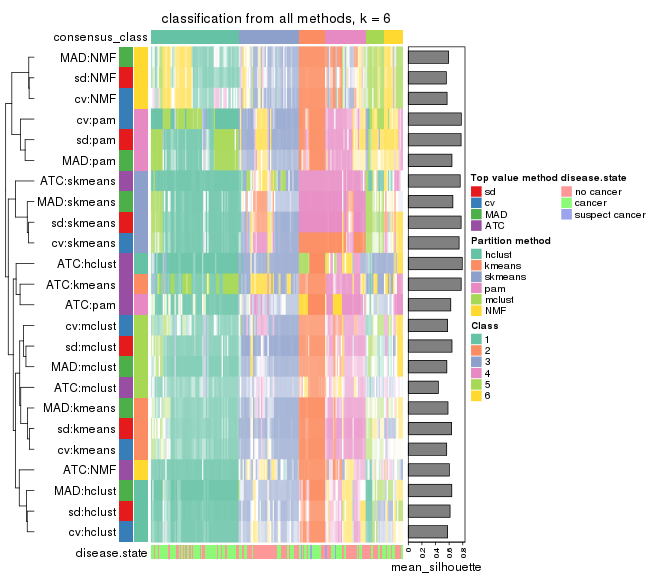 classification from all methods, k = 6
consensus_class
MAD:NMF
sd:NMF
cv:NMF
cv:pam
sd:pam
MAD:pam
ATC:skmeans
MAD:skmeans
sd:skmeans
cv:skmeans
ATC:hclust
ATC:kmeans
ATC:pam
cv:mclust
sd:mclust
MAD:mclust
ATC:mclust
MAD:kmeans
sd:kmeans
cv:kmeans
ATC:NMF
MAD:hclust
sd:hclust
cv:hclust
disease.state
0 0.2 0.4 0.6 0.8
mean_silhouette
Top value method
sd
cv
MAD
ATC
Partition method
hclust
kmeans
skmeans
pam
mclust
NMF
Class
1
2
3
4
5
6
disease.state
no cancer
cancer
suspect cancer